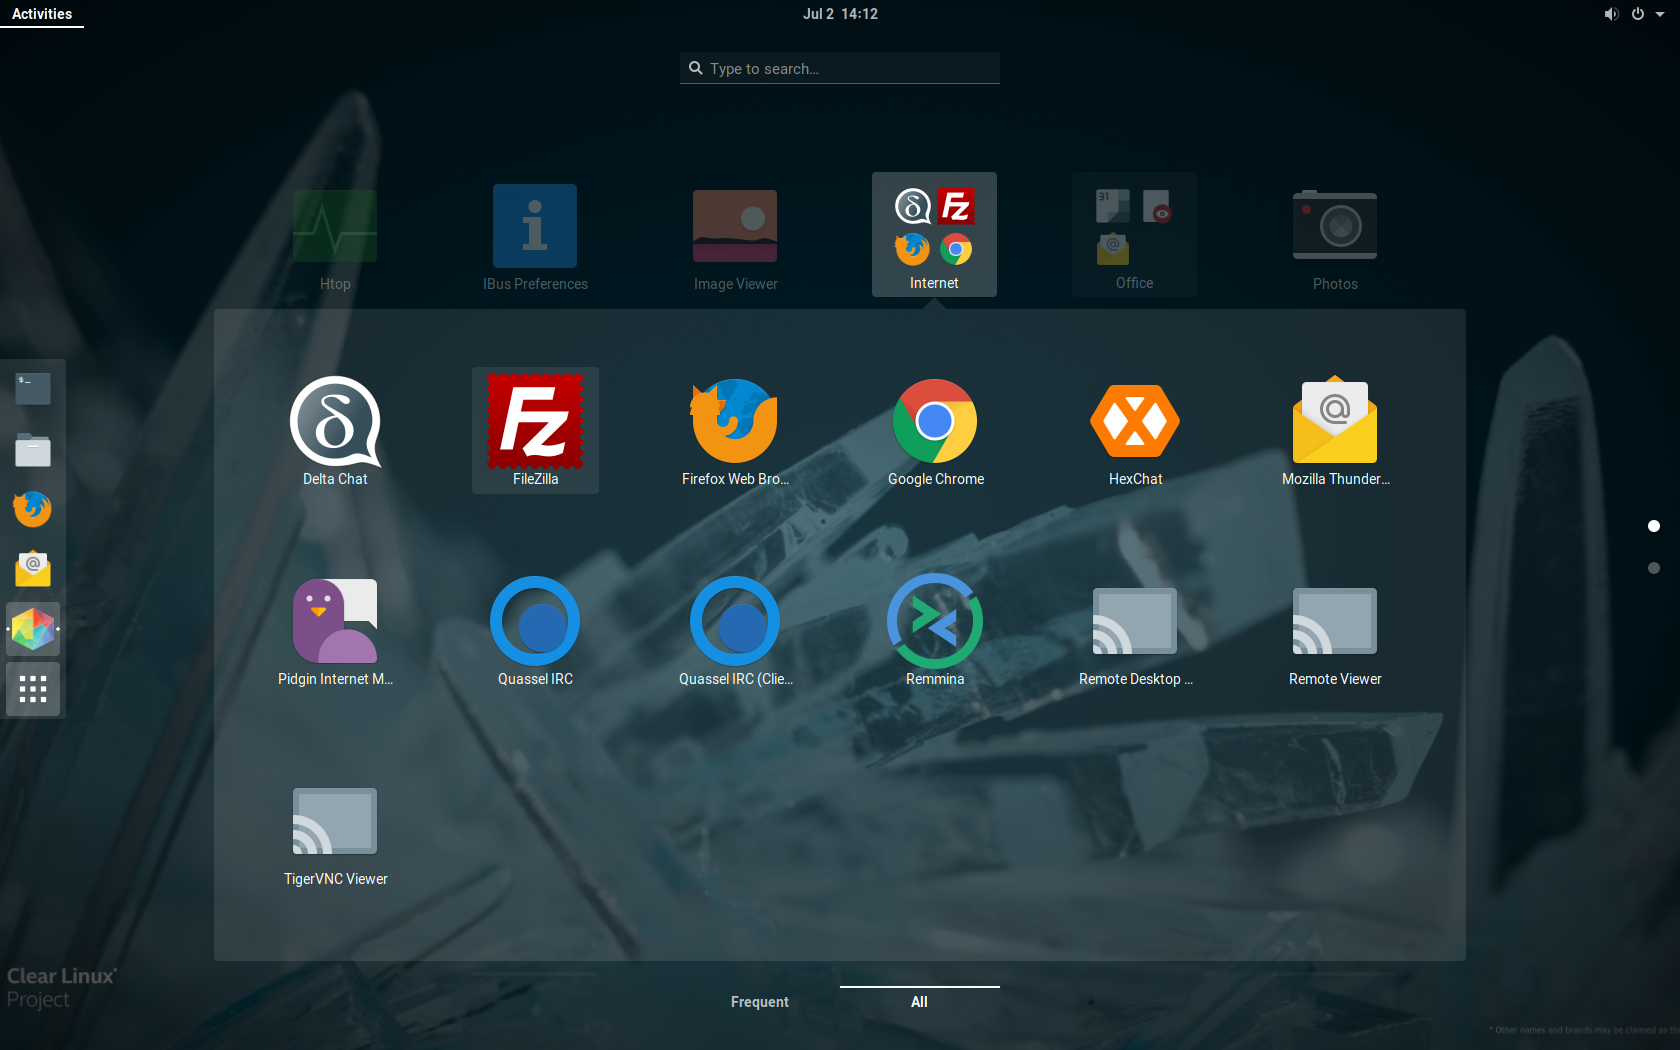 Activities
Jul 2 14:12
Type to search...
31
Htop
IBus Preferences
Image Viewer
Internet
Office
Photos
$_
Delta Chat
FileZilla
Firefox Web Bro...
Google Chrome
HexChat
Mozilla Thunder...
Pidgin Internet M...
Quassel IRC
Quassel IRC (Clie...
Remmina
Remote Desktop ...
Remote Viewer
TigerVNC Viewer
Clear Linux*
Project
Frequent
All
* Other names and brands may be claimed as the